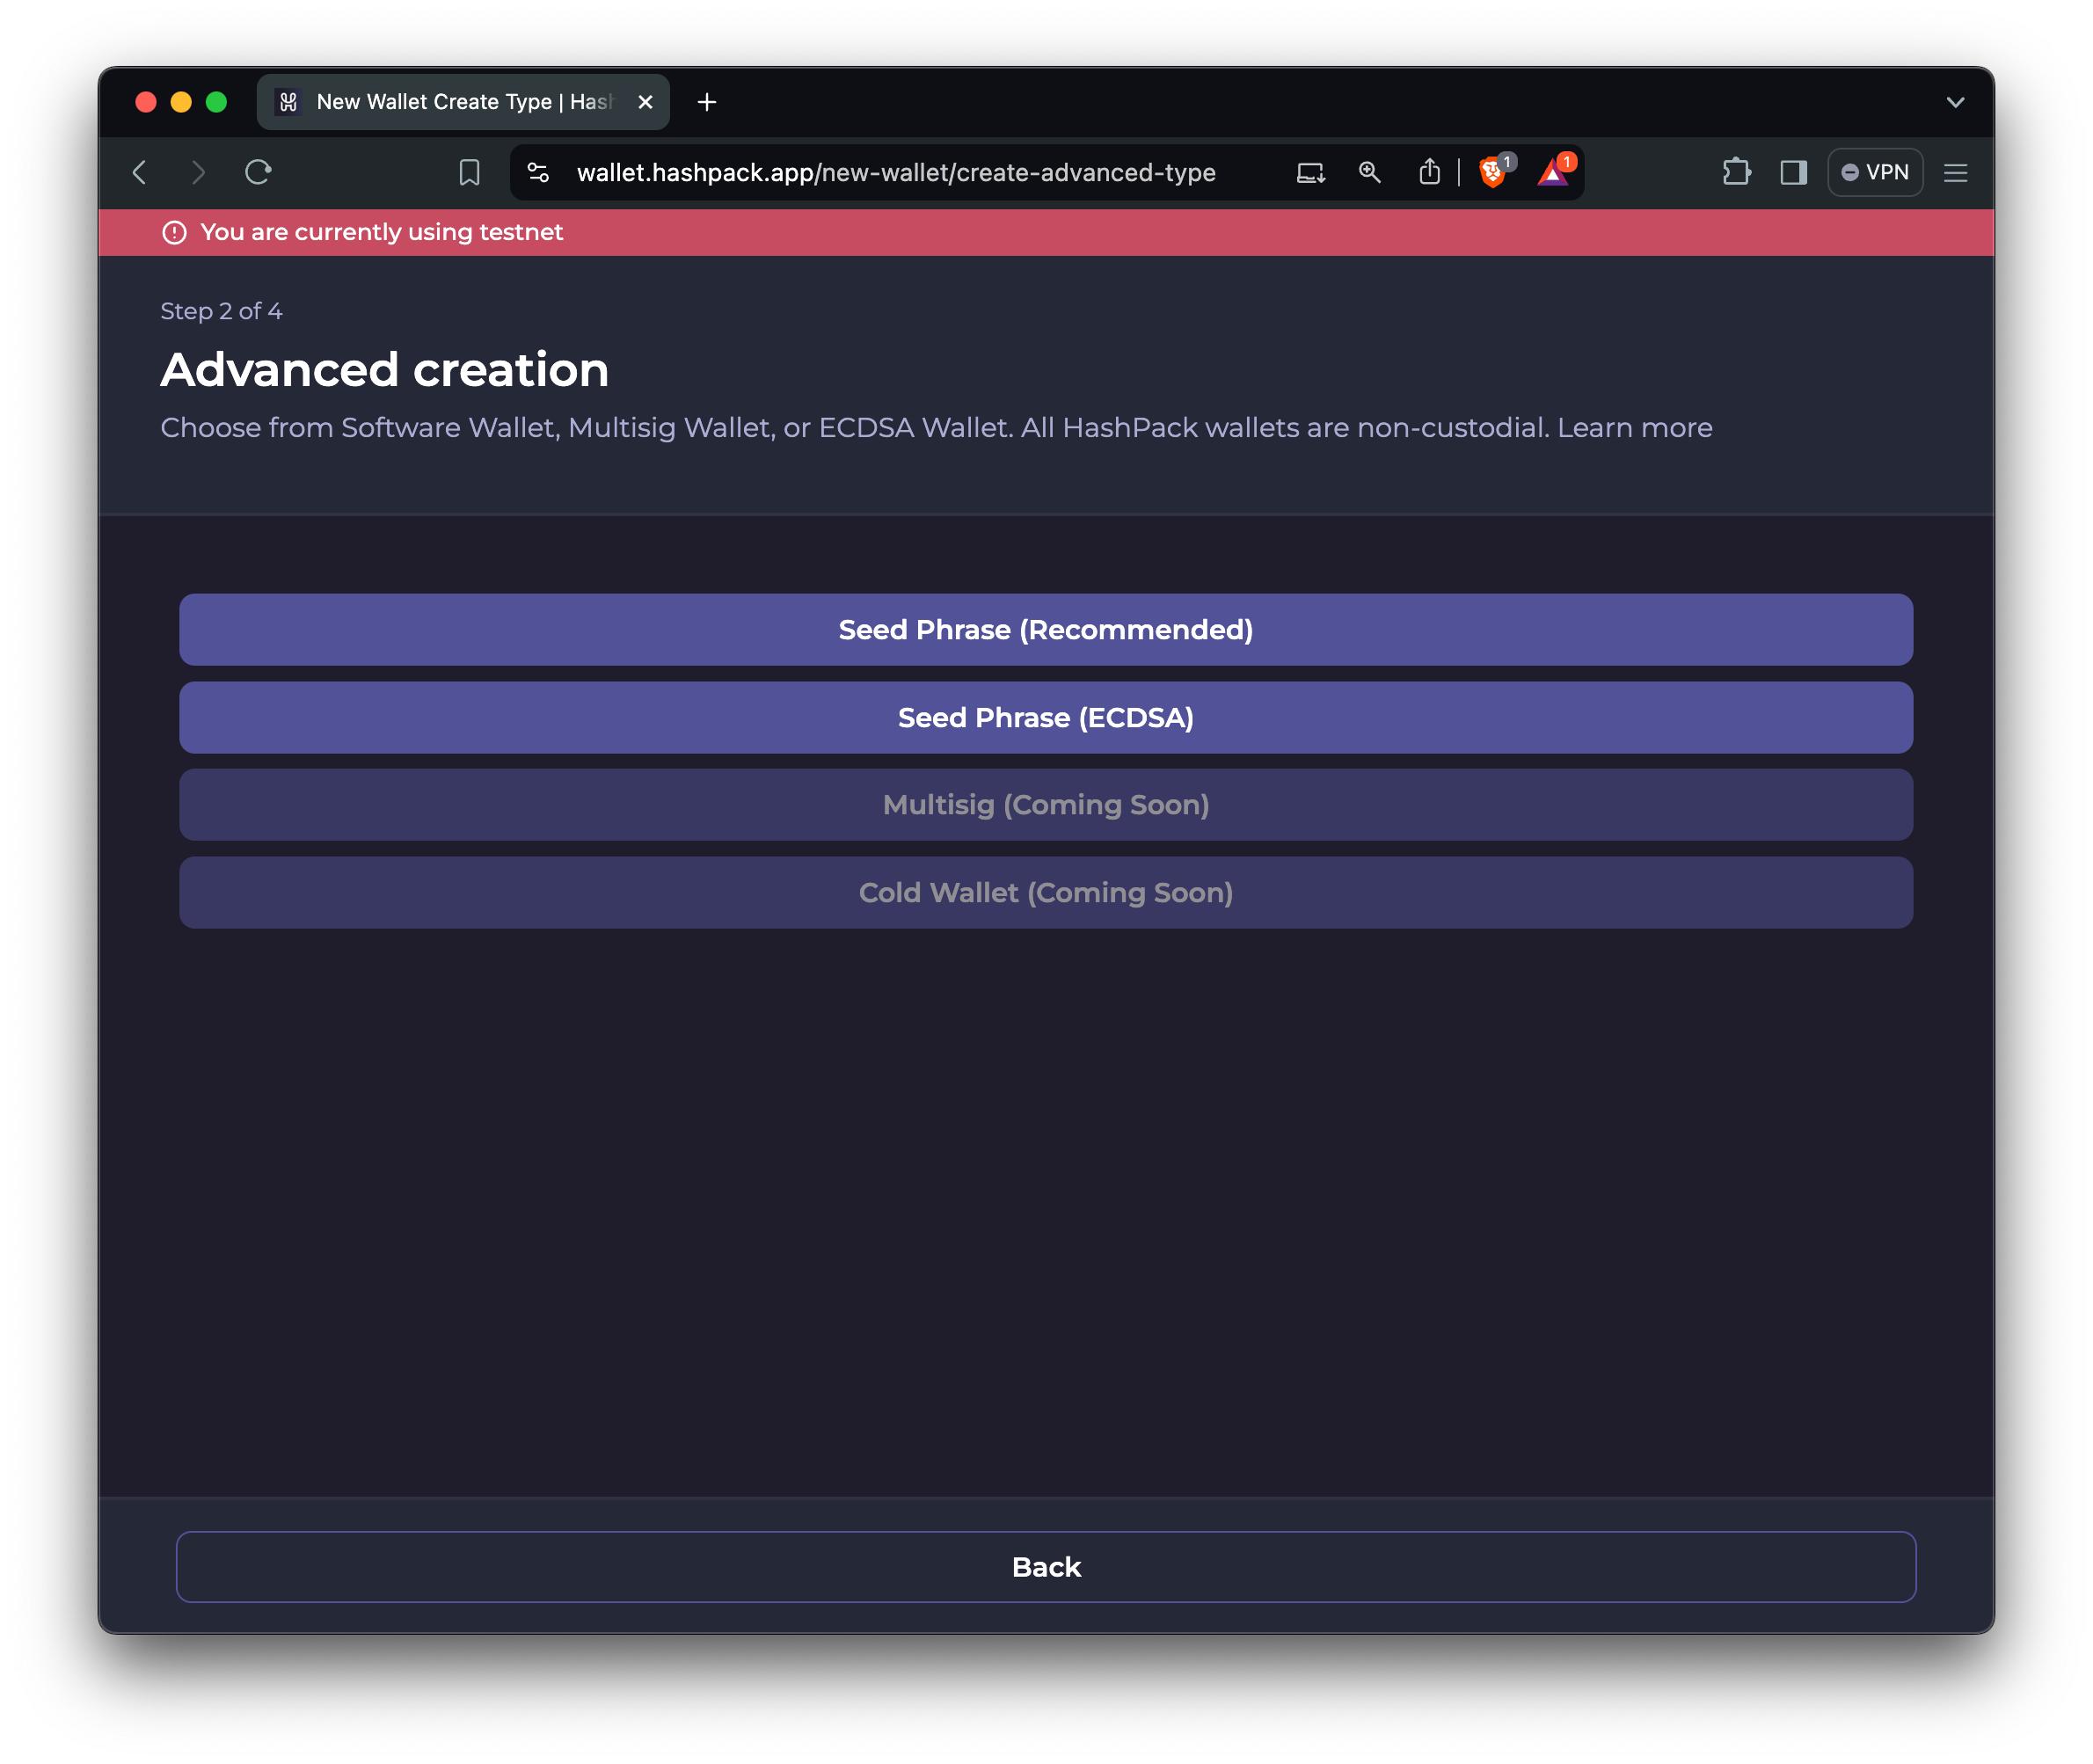 New Wallet Create Type | Hash
wallet.hashpack.app/new-wallet/create-advanced-type
1
1
VPN
You are currently using testnet
Step 2 of 4
Advanced creation
Choose from Software Wallet, Multisig Wallet, or ECDSA Wallet. All HashPack wallets are non-custodial. Learn more
Seed Phrase (Recommended)
Seed Phrase (ECDSA)
Multisig (Coming Soon)
Cold Wallet (Coming Soon)
Back